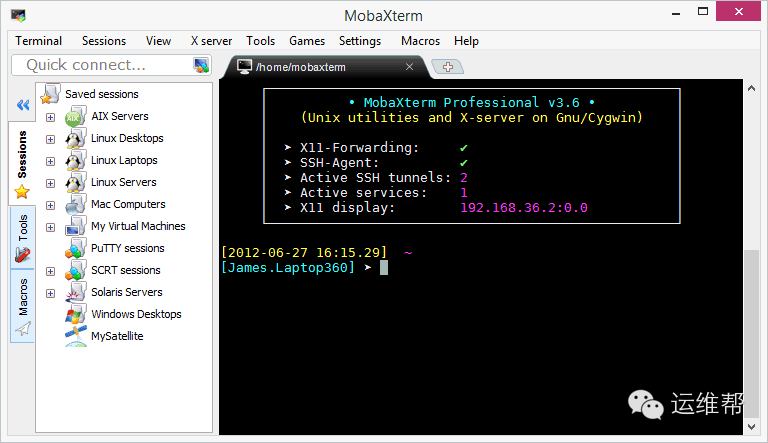 MobaXterm
Terminal Sessions View X server Tools Games Settings Macros Help
Quick connect...
/home/mobaxterm
Sessions
Tools
Macros
Saved sessions
AIX Servers
Linux Desktops
Linux Laptops
Linux Servers
Mac Computers
My Virtual Machines
PuTTY sessions
SCRT sessions
Solaris Servers
Windows Desktops
MySatellite
• MobaXterm Professional v3.6 •
(Unix utilities and X-server on Gnu/Cygwin)
➤ X11-Forwarding: ✔
➤ SSH-Agent: ✔
➤ Active SSH tunnels: 2
➤ Active services: 1
➤ X11 display: 192.168.36.2:0.0
[2012-06-27 16:15.29] ~
[James.Laptop360] ➤
运维帮